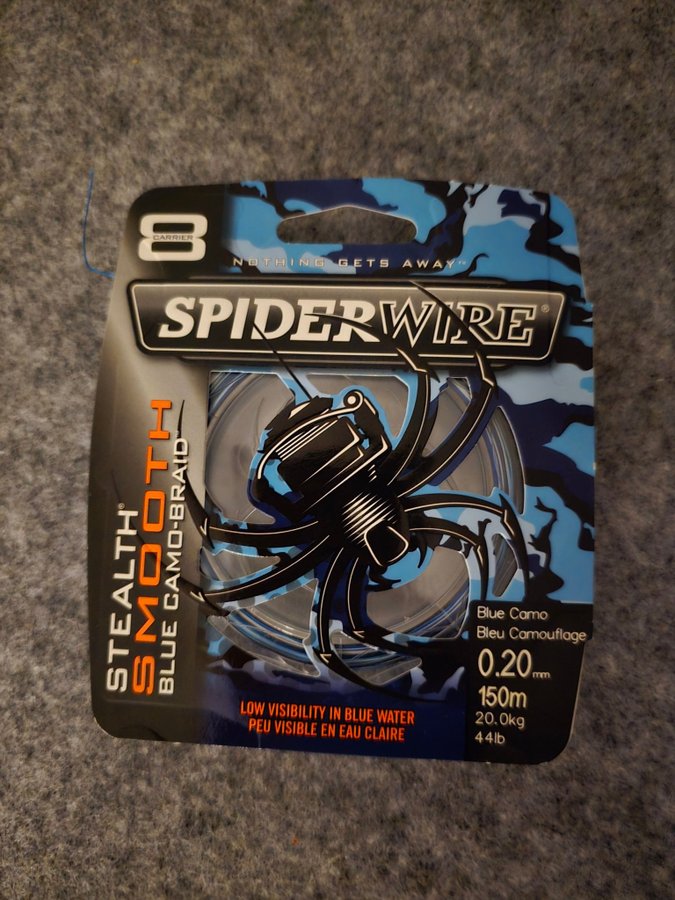 8
CARRIER
NOTHING GETS AWAY™
SPIDERWIRE®
STEALTH®
SMOOTH
BLUE CAMO-BRAID
Blue Camo
Bleu Camouflage
0.20mm
150m
20.0kg
44lb
LOW VISIBILITY IN BLUE WATER
PEU VISIBLE EN EAU CLAIRE